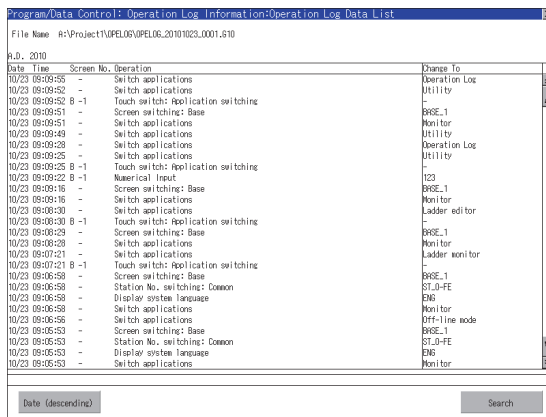 Program/Data Control: Operation Log Information:Operation Log Data List
File Name A:\Project1\OPELOG\OPELOG_20101023_0001.G1O
A.D. 2010
Date Time Screen No. Operation Change To
10/23 09:09:55 - Switch applications Operation Log
10/23 09:09:52 - Switch applications Utility
10/23 09:09:52 B -1 Touch switch: Application switching -
10/23 09:09:51 - Screen switching: Base BASE_1
10/23 09:09:51 - Switch applications Monitor
10/23 09:09:49 - Switch applications Utility
10/23 09:09:28 - Switch applications Operation Log
10/23 09:09:25 - Switch applications Utility
10/23 09:09:25 B -1 Touch switch: Application switching -
10/23 09:09:22 B -1 Numerical Input 123
10/23 09:09:16 - Screen switching: Base BASE_1
10/23 09:09:16 - Switch applications Monitor
10/23 09:08:30 - Switch applications Ladder editor
10/23 09:08:30 B -1 Touch switch: Application switching -
10/23 09:08:29 - Screen switching: Base BASE_1
10/23 09:08:28 - Switch applications Monitor
10/23 09:07:21 - Switch applications Ladder monitor
10/23 09:07:21 B -1 Touch switch: Application switching -
10/23 09:06:58 - Screen switching: Base BASE_1
10/23 09:06:58 - Station No. switching: Common ST_0-FE
10/23 09:06:58 - Display system language ENG
10/23 09:06:58 - Switch applications Monitor
10/23 09:06:56 - Switch applications Off-line mode
10/23 09:05:53 - Screen switching: Base BASE_1
10/23 09:05:53 - Station No. switching: Common ST_0-FE
10/23 09:05:53 - Display system language ENG
10/23 09:05:53 - Switch applications Monitor
Date (descending) Search